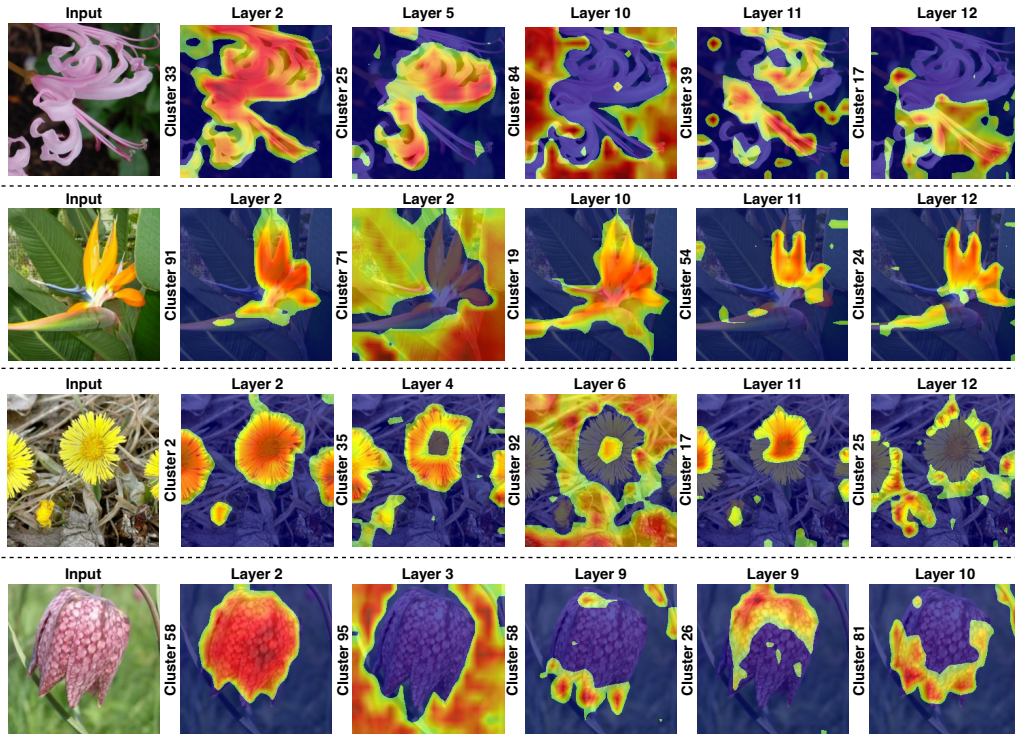 Input Layer 2 Layer 5 Layer 10 Layer 11 Layer 12
Cluster 33 Cluster 25 Cluster 84 Cluster 39 Cluster 17
Input Layer 2 Layer 2 Layer 10 Layer 11 Layer 12
Cluster 91 Cluster 71 Cluster 19 Cluster 54 Cluster 24
Input Layer 2 Layer 4 Layer 6 Layer 11 Layer 12
Cluster 2 Cluster 35 Cluster 92 Cluster 17 Cluster 25
Input Layer 2 Layer 3 Layer 9 Layer 9 Layer 10
Cluster 58 Cluster 95 Cluster 58 Cluster 26 Cluster 81